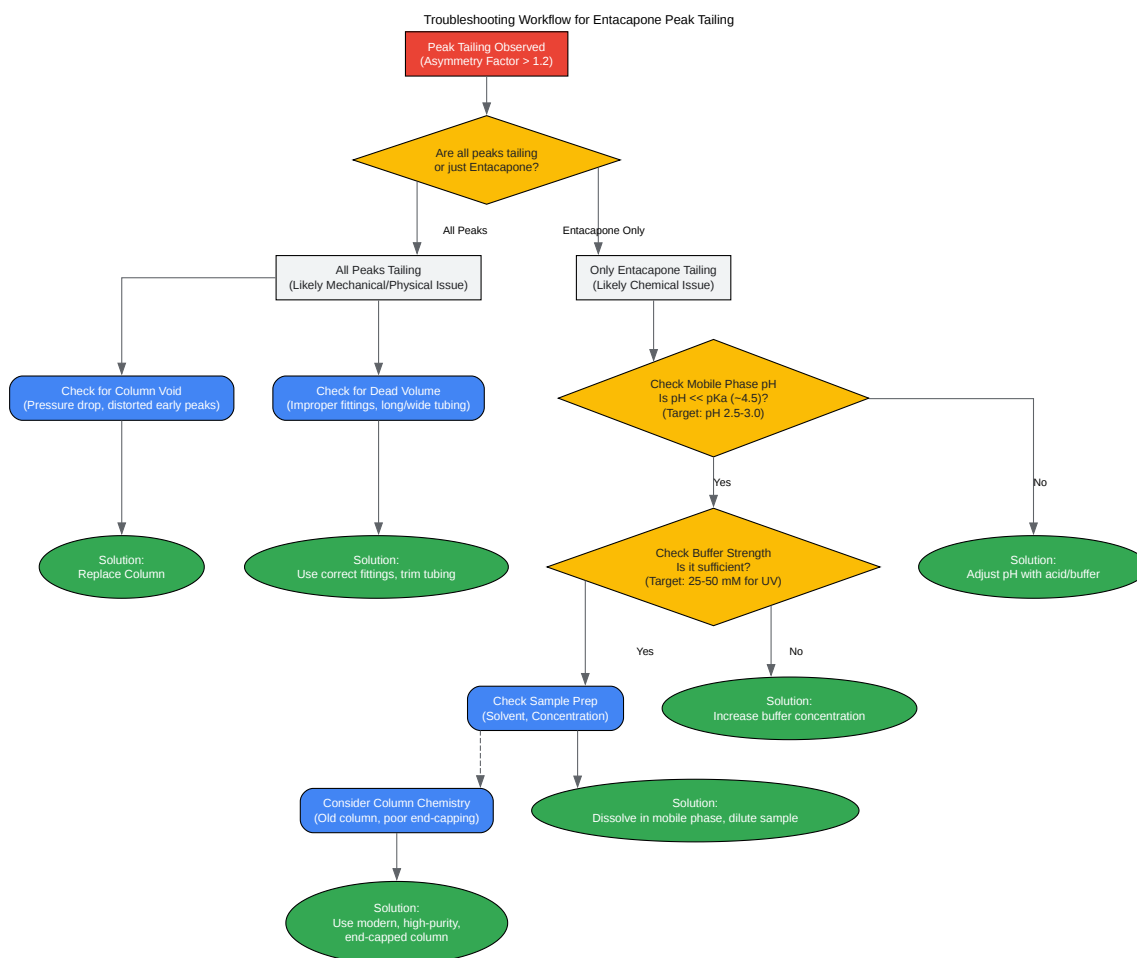 Troubleshooting Workflow for Entacapone Peak Tailing
Peak Tailing Observed
(Asymmetry Factor > 1.2)
Are all peaks tailing
or just Entacapone?
All Peaks
Entacapone Only
All Peaks Tailing
(Likely Mechanical/Physical Issue)
Only Entacapone Tailing
(Likely Chemical Issue)
Check for Column Void
(Pressure drop, distorted early peaks)
Check for Dead Volume
(Improper fittings, long/wide tubing)
Check Mobile Phase pH
Is pH << pKa (~4.5)?
(Target: pH 2.5-3.0)
Yes
No
Solution:
Replace Column
Solution:
Use correct fittings, trim tubing
Check Buffer Strength
Is it sufficient?
(Target: 25-50 mM for UV)
Solution:
Adjust pH with acid/buffer
Yes
No
Check Sample Prep
(Solvent, Concentration)
Solution:
Increase buffer concentration
Consider Column Chemistry
(Old column, poor end-capping)
Solution:
Dissolve in mobile phase, dilute sample
Solution:
Use modern, high-purity,
end-capped column